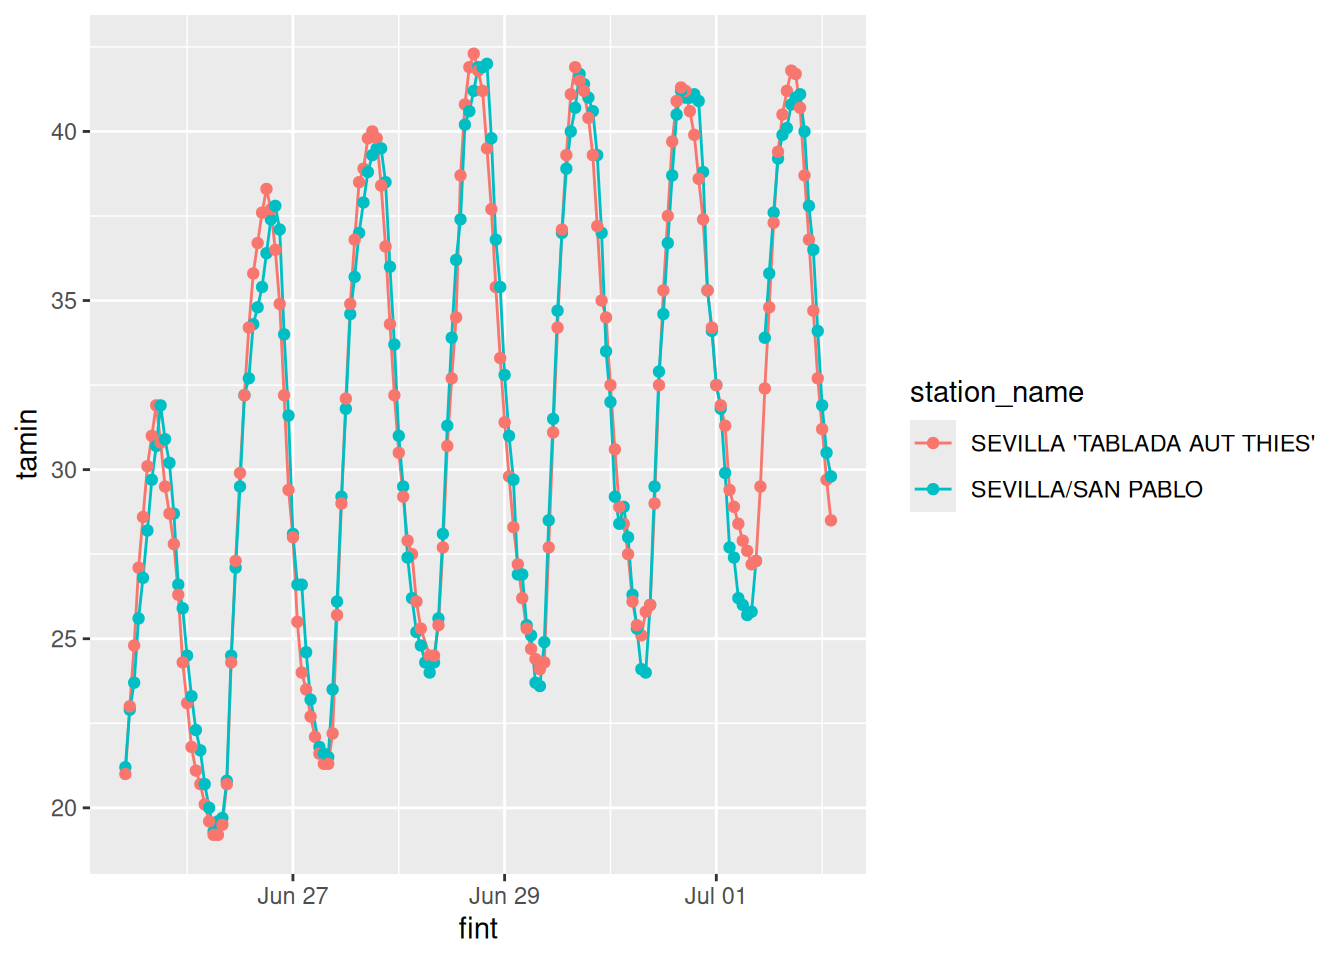 40
35
30
25
20
tamin
Jun 27
Jun 29
Jul 01
fint
station_name
SEVILLA 'TABLADA AUT THIES'
SEVILLA/SAN PABLO